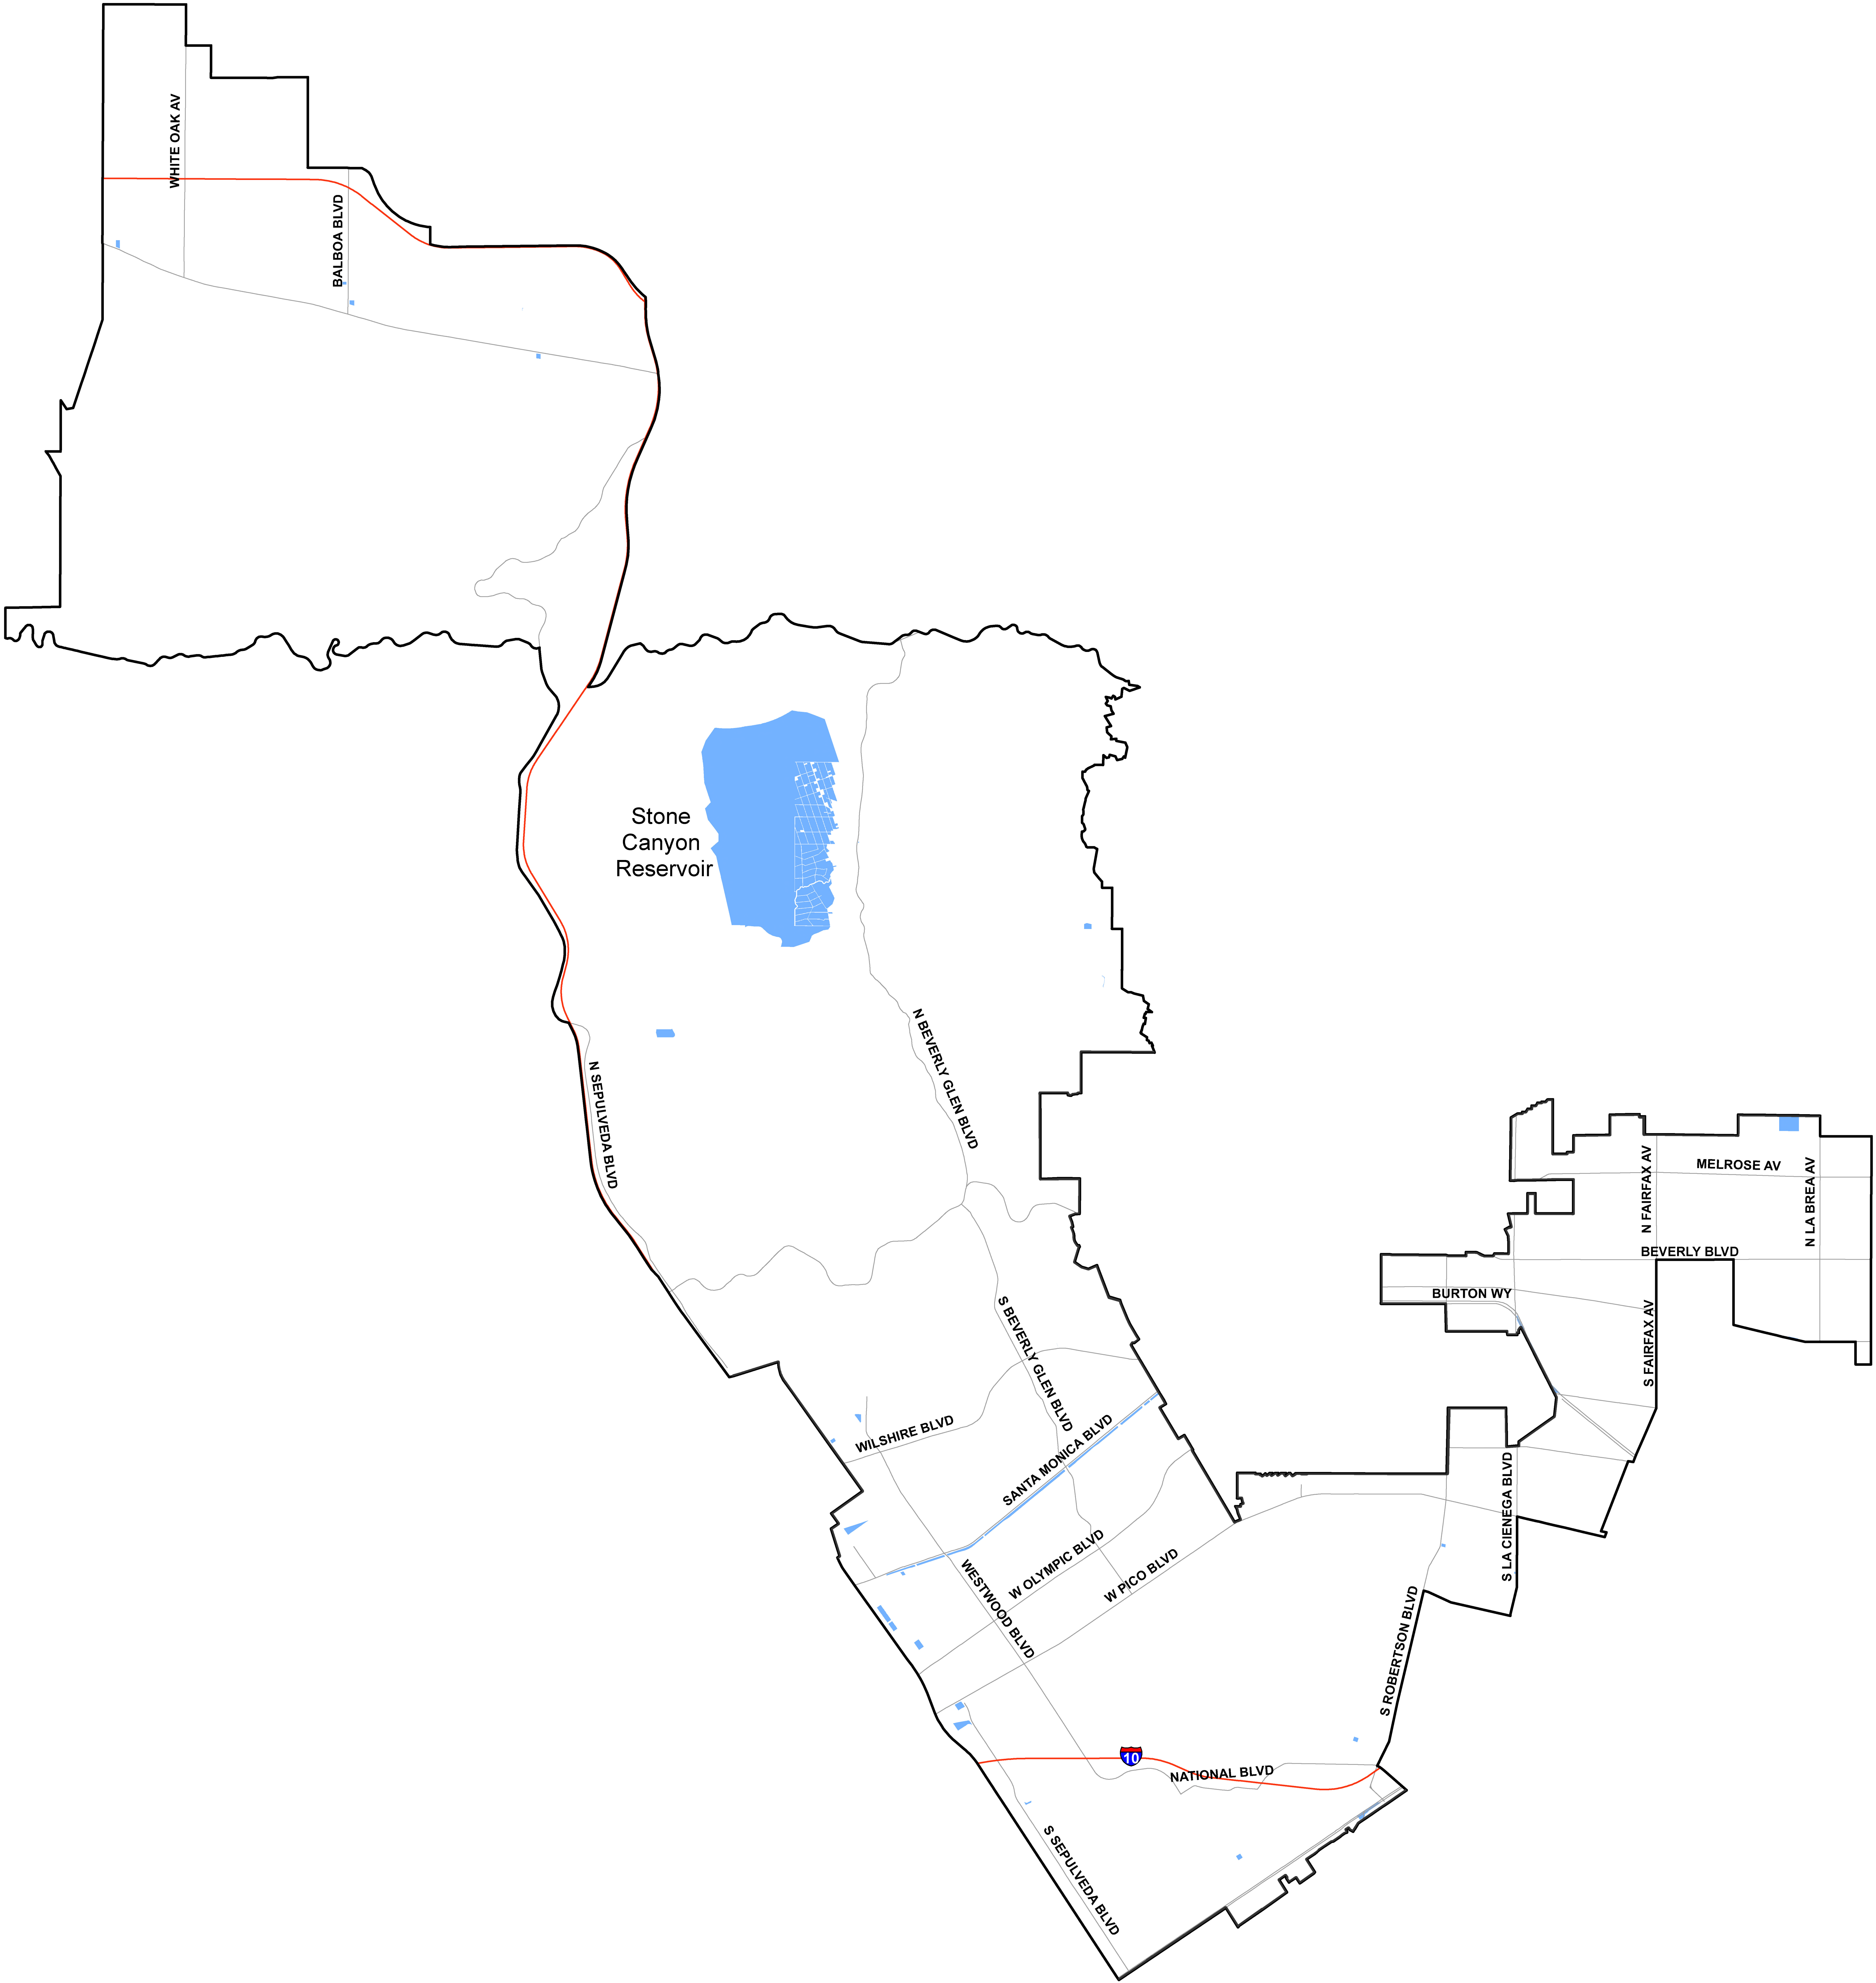 WHITE OAK AV
BALBOA BLVD
Stone
Canyon
Reservoir
N BEVERLY GLEN BLVD
N SEPULVEDA BLVD
MELROSE AV
N FAIRFAX AV
N LA BREA AV
BEVERLY BLVD
BURTON WY
S FAIRFAX AV
S BEVERLY GLEN BLVD
WILSHIRE BLVD
SANTA MONICA BLVD
S LA CIENEGA BLVD
W OLYMPIC BLVD
W PICO BLVD
WESTWOOD BLVD
S ROBERTSON BLVD
10
NATIONAL BLVD
S SEPULVEDA BLVD